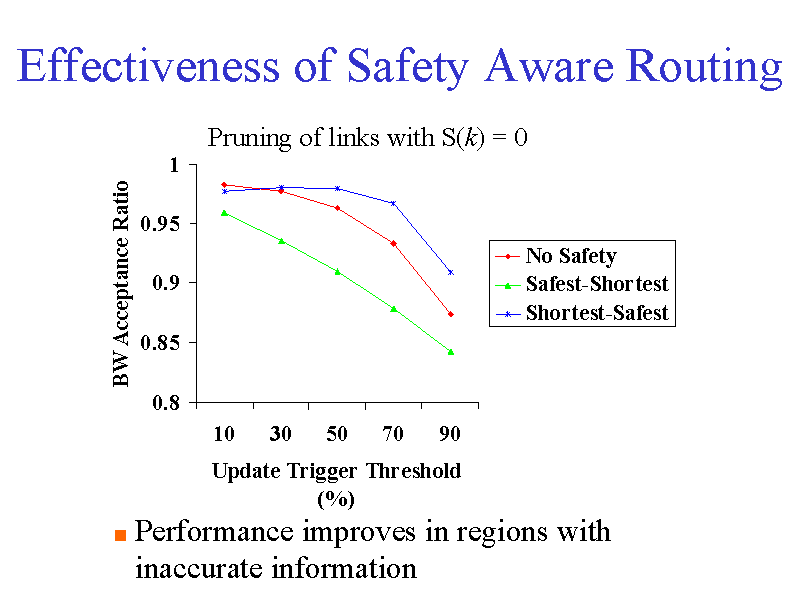 Effectiveness of Safety Aware Routing
Pruning of links with S(k) = 0
1
0.95
0.9
0.85
0.8
BW Acceptance Ratio
10 30 50 70 90
Update Trigger Threshold
(%)
No Safety
Safest-Shortest
Shortest-Safest
Performance improves in regions with
inaccurate information